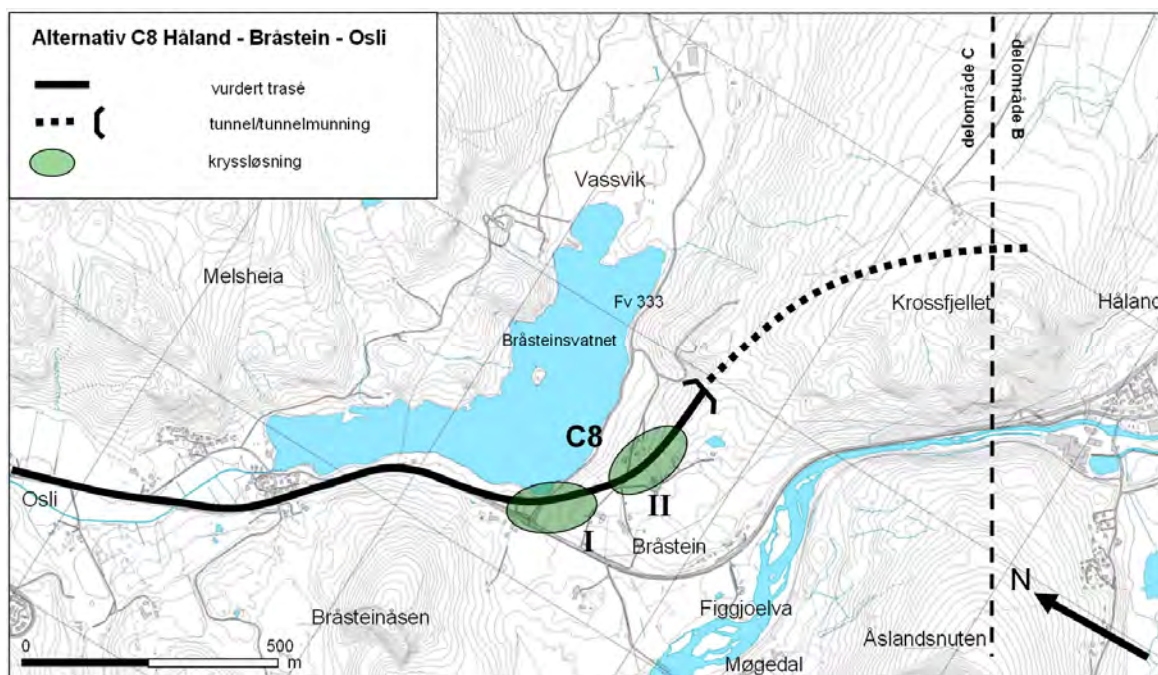 Alternativ C8 Håland - Bråstein - Osli
vurdert trasé
tunnel/tunnelmunning
kryssløsning
delområde C
delområde B
Vassvik
Melsheia
Fv 333
Krossfjellet
Håland
Bråsteinsvatnet
C8
Osli
I
II
Bråstein
N
Bråsteinåsen
Figgjoelva
Åslandsnuten
Møgedal
0
500
m